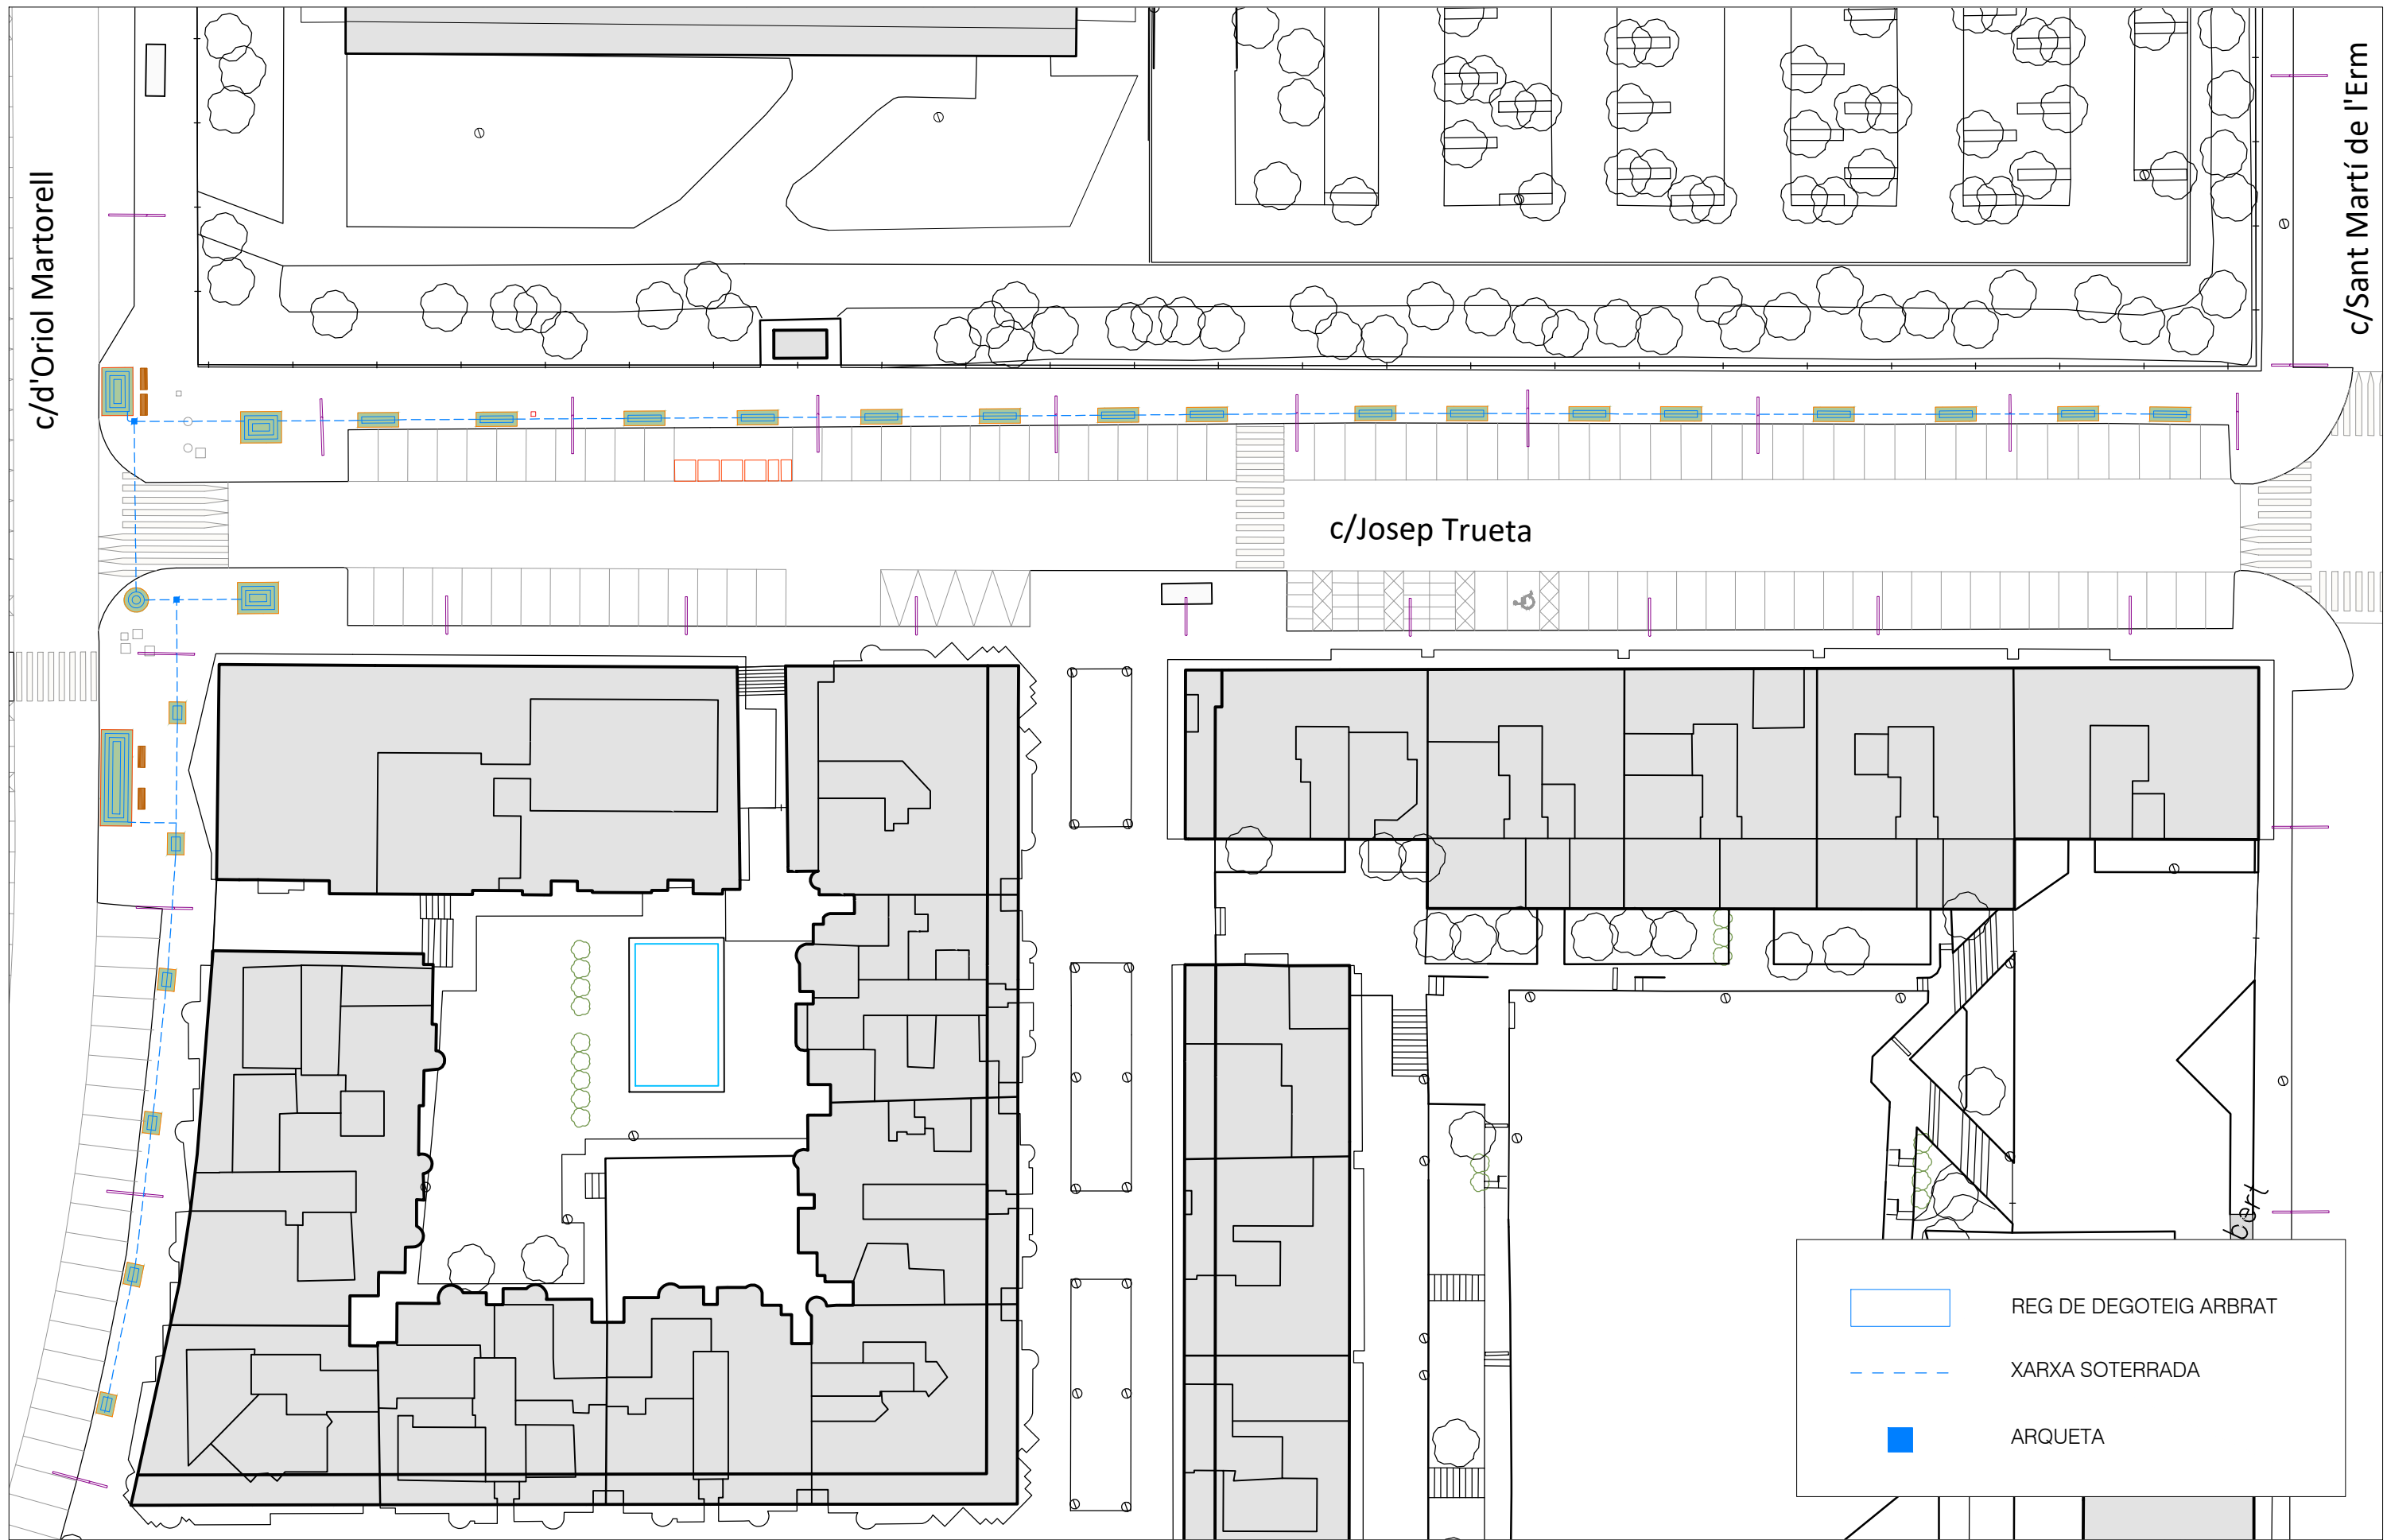 c/d'Oriol Martorell
c/Sant Martí de l'Erm
c/Josep Trueta
REG DE DEGOTEIG ARBRAT
XARXA SOTERRADA
ARQUETA